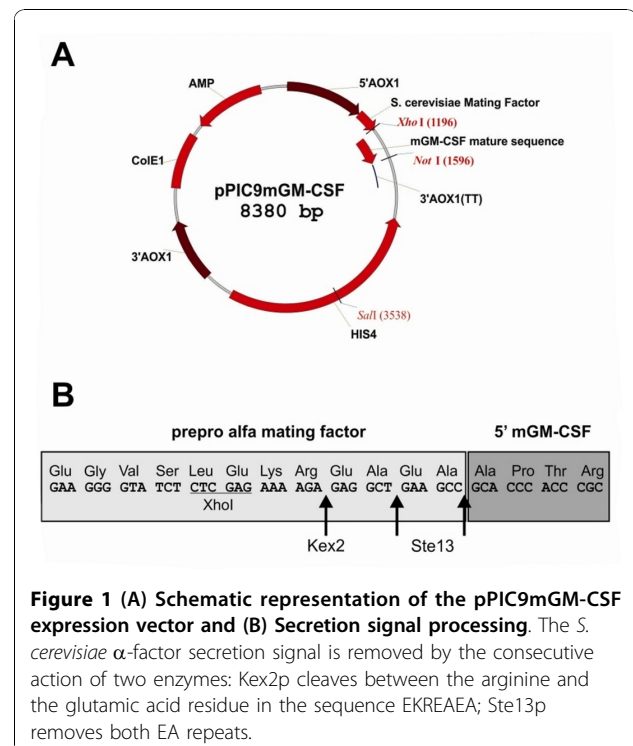 A
AMP
5'AOX1
S. cerevisiae Mating Factor
XhoI (1196)
mGM-CSF mature sequence
Not I (1596)
ColE1
pPIC9mGM-CSF
8380 bp
3'AOX1(TT)
3'AOX1
SalI (3538)
HIS4
B
prepro alfa mating factor 5' mGM-CSF
Glu Gly Val Ser Leu Glu Lys Arg Glu Ala Glu Ala Ala Pro Thr Arg
GAA GGG GTA TCT CTC GAG AAA AGA GAG GCT GAA GCC GCA CCC ACC CGC
XhoI
Kex2 Ste13
Figure 1 (A) Schematic representation of the pPIC9mGM-CSF
expression vector and (B) Secretion signal processing. The S.
cerevisiae α-factor secretion signal is removed by the consecutive
action of two enzymes: Kex2p cleaves between the arginine and
the glutamic acid residue in the sequence EKREAEA; Ste13p
removes both EA repeats.